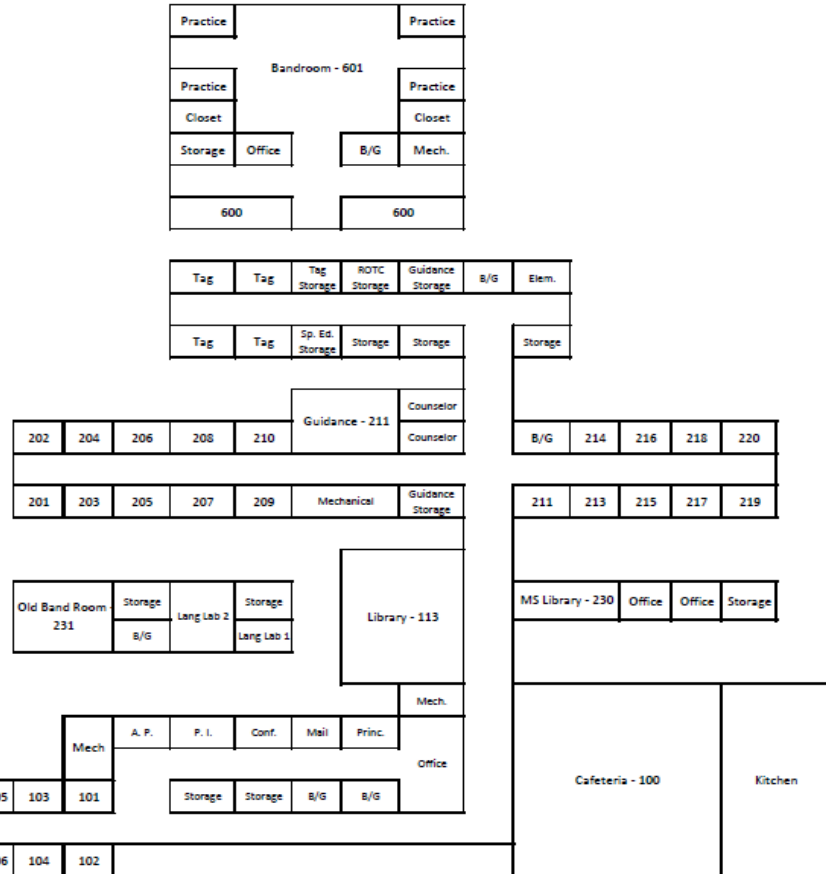 Practice Practice
Bandroom - 601
Practice Practice
Closet Closet
Storage Office B/G Mech.
600 600
Tag Tag Tag Storage ROTC Storage Guidance Storage B/G Elem.
Tag Tag Sp. Ed. Storage Storage Storage Storage
Counselor
Guidance - 211
202 204 206 208 210 Counselor B/G 214 216 218 220
201 203 205 207 209 Mechanical Guidance Storage 211 213 215 217 219
Old Band Room - 231 Storage Lang Lab 2 Storage MS Library - 230 Office Office Storage
Library - 113
B/G Lang Lab 1
Mech.
Mech A. P. P. I. Conf. Mail Princ.
Office
Cafeteria - 100 Kitchen
103 101 Storage Storage B/G B/G
104 102